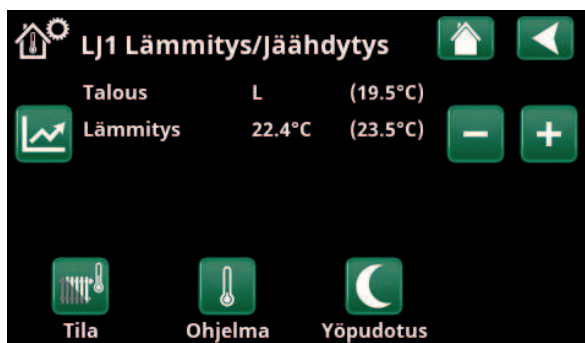 LJ1 Lämmitys/Jäähdytys
Talous L (19.5°C)
Lämmitys 22.4°C (23.5°C)
Tila Ohjelma Yöpudotus